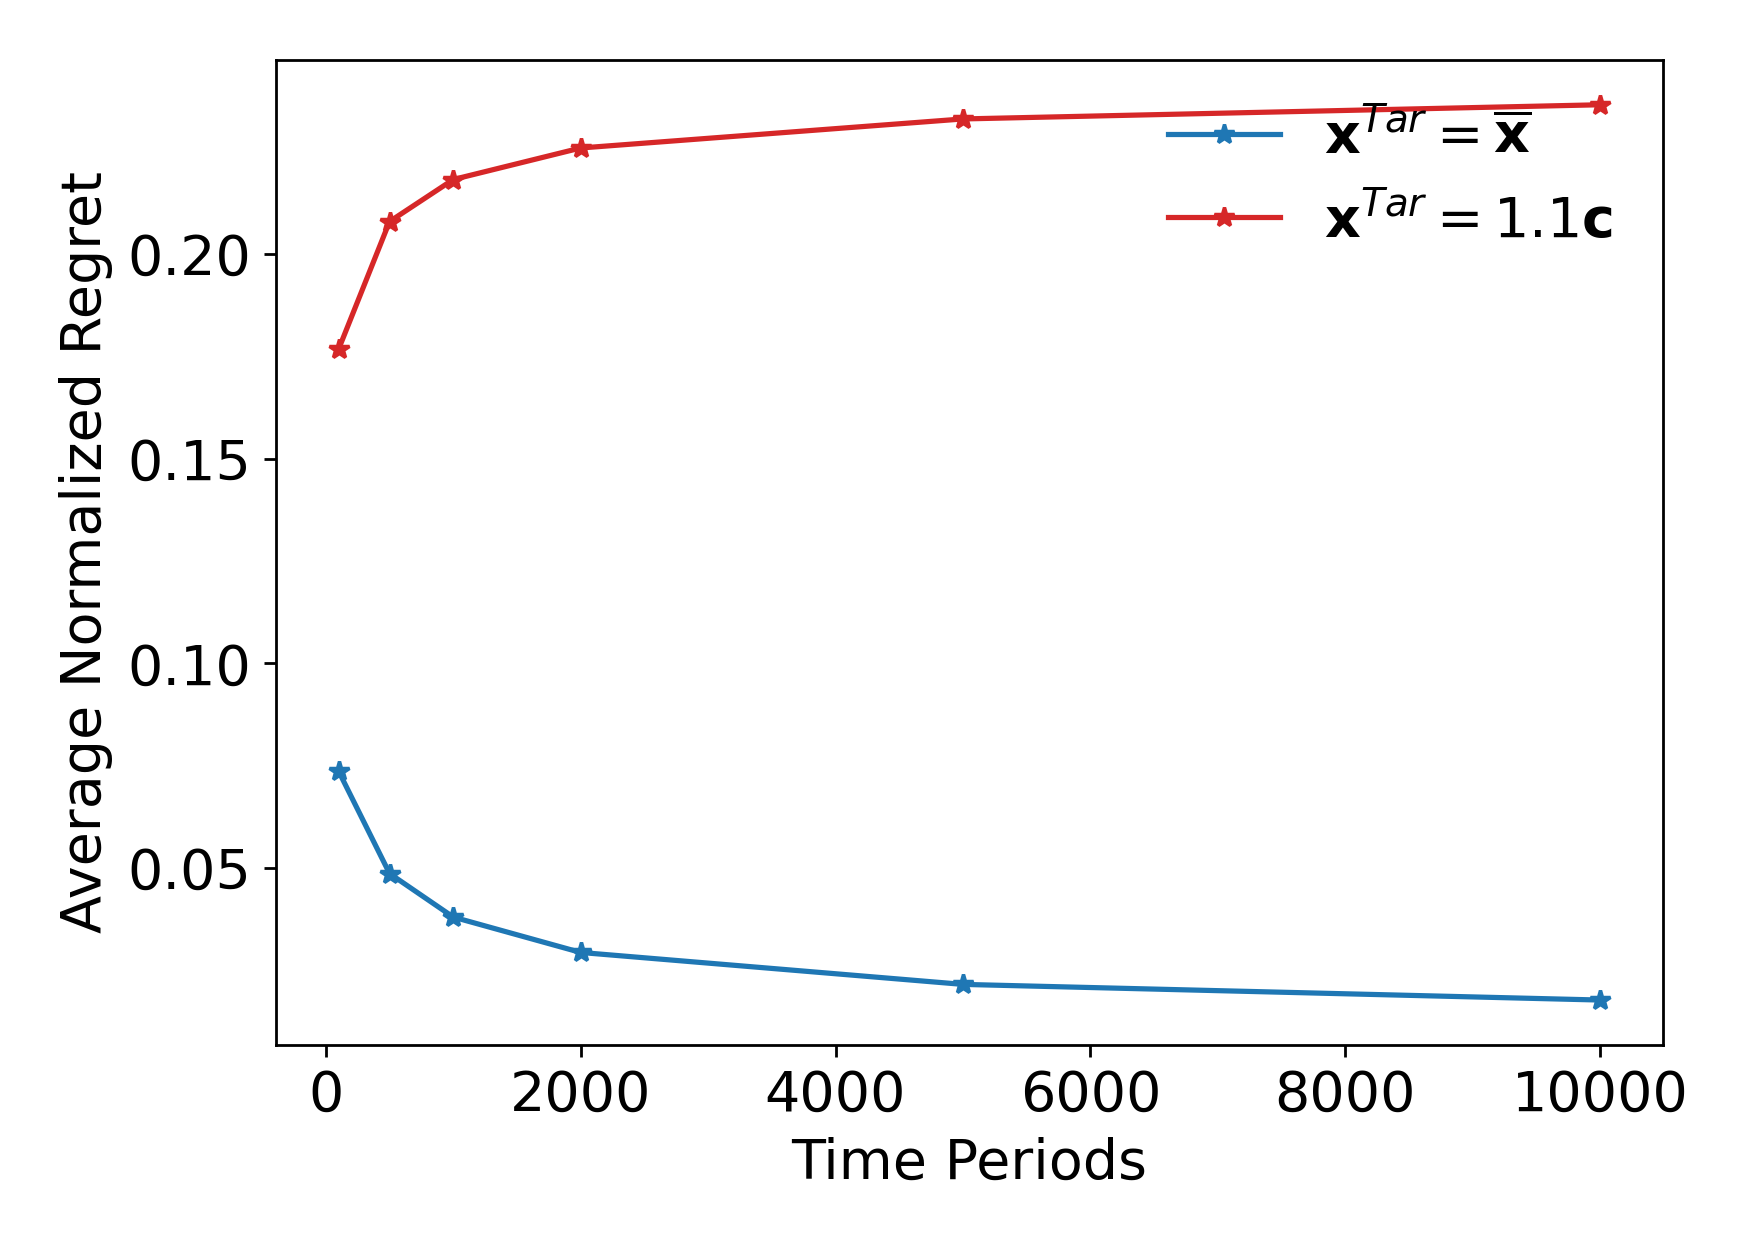 Average Normalized Regret
0.20
0.15
0.10
0.05
0 2000 4000 6000 8000 10000
Time Periods
𝐱^{Tar} = \overline{𝐱}
𝐱^{Tar} = 1.1𝐜